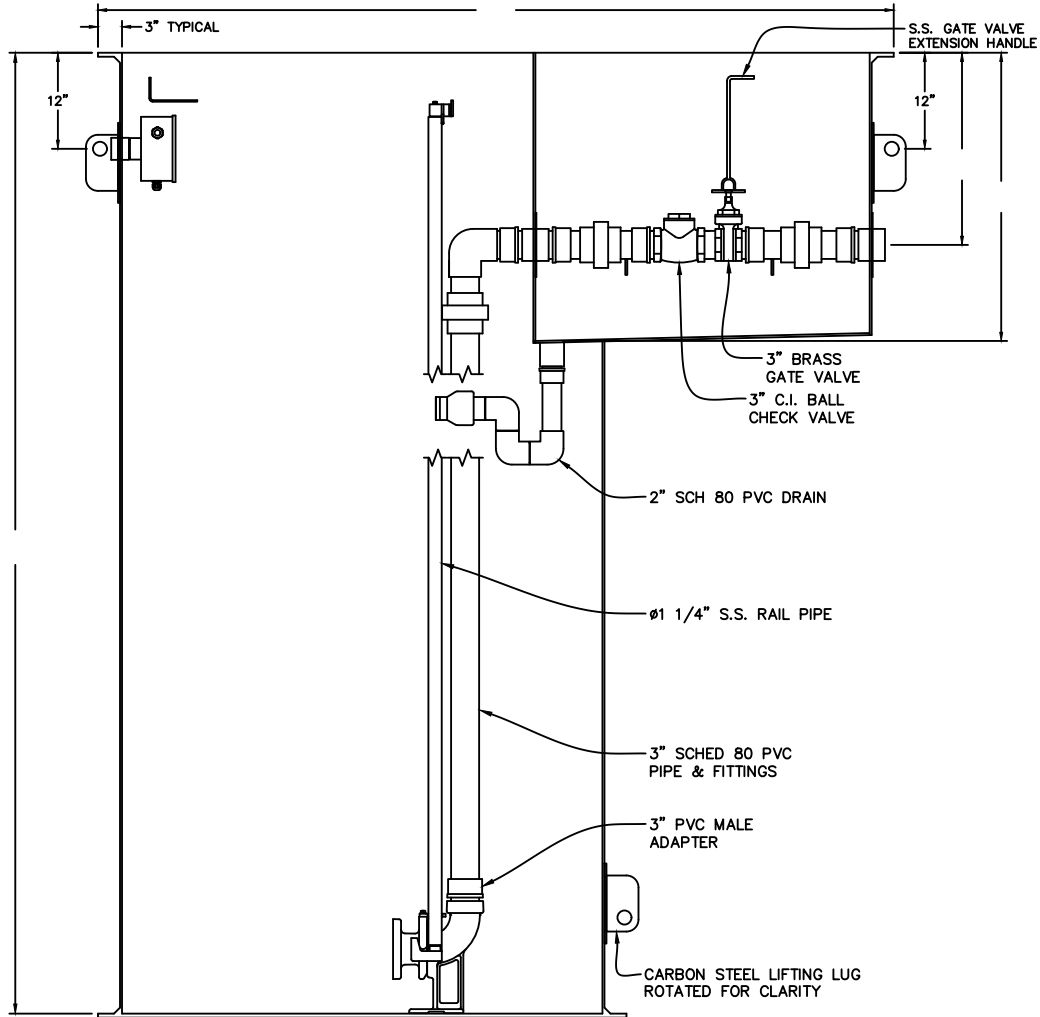 3" TYPICAL
S.S. GATE VALVE
EXTENSION HANDLE
12"
12"
3" BRASS
GATE VALVE
3" C.I. BALL
CHECK VALVE
2" SCH 80 PVC DRAIN
ø1 1/4" S.S. RAIL PIPE
3" SCHED 80 PVC
PIPE & FITTINGS
3" PVC MALE
ADAPTER
CARBON STEEL LIFTING LUG
ROTATED FOR CLARITY